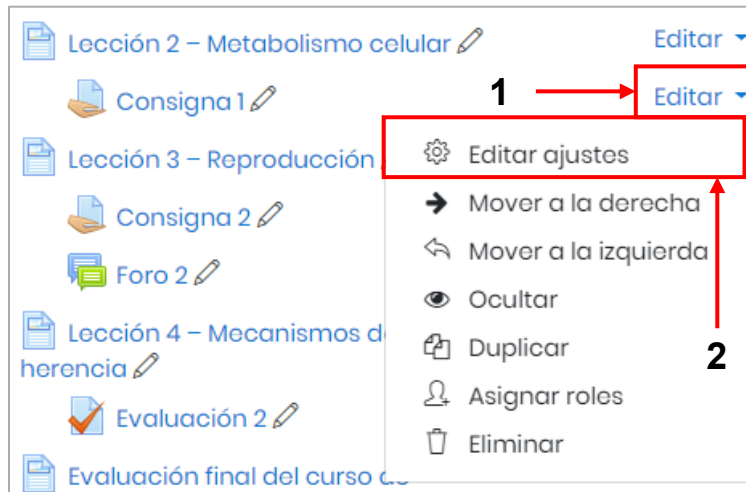 Lección 2 – Metabolismo celular Editar
Consigna 1 1 Editar
Lección 3 – Reproducción Editar ajustes
Mover a la derecha
Consigna 2
Mover a la izquierda
Foro 2
Ocultar
Lección 4 – Mecanismos de
Duplicar 2
herencia
Asignar roles
Evaluación 2
Eliminar
Evaluación final del curso de